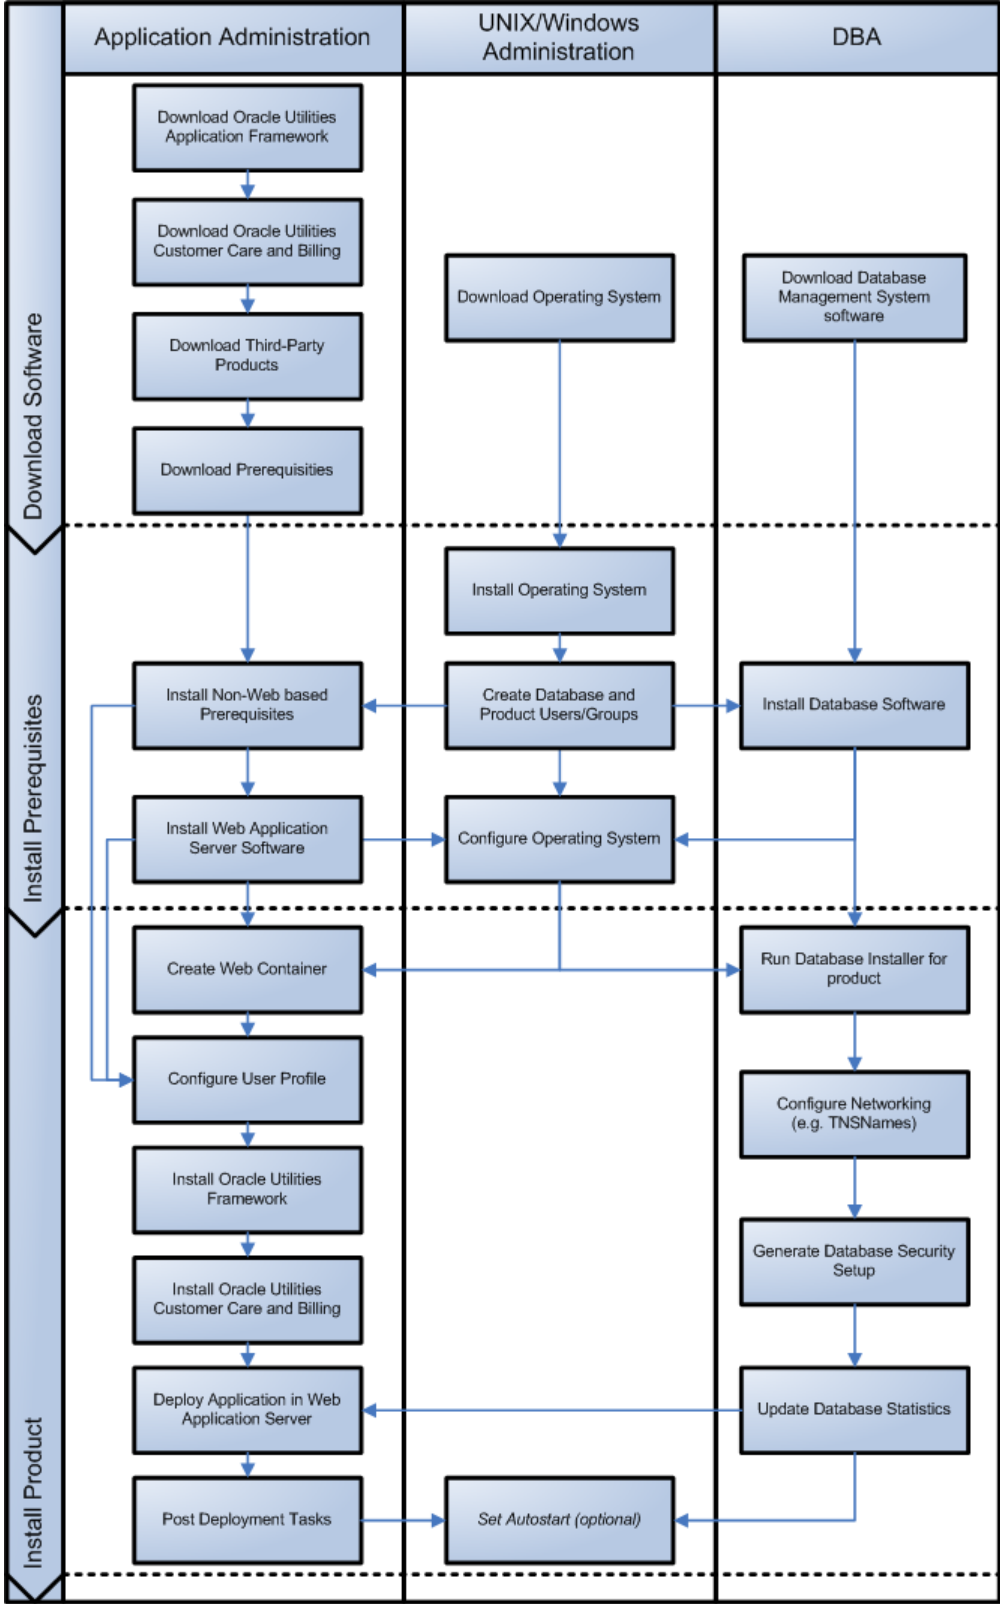 Application Administration
UNIX/Windows
Administration
DBA
Download Software
Download Oracle Utilities
Application Framework
Download Oracle Utilities
Customer Care and Billing
Download Third-Party
Products
Download Prerequisities
Download Operating System
Download Database
Management System
software
Install Prerequisites
Install Operating System
Install Non-Web based
Prerequisites
Create Database and
Product Users/Groups
Install Database Software
Install Web Application
Server Software
Configure Operating System
Install Product
Create Web Container
Run Database Installer for
product
Configure User Profile
Configure Networking
(e.g. TNSNames)
Install Oracle Utilities
Framework
Generate Database Security
Setup
Install Oracle Utilities
Customer Care and Billing
Deploy Application in Web
Application Server
Update Database Statistics
Post Deployment Tasks
Set Autostart (optional)